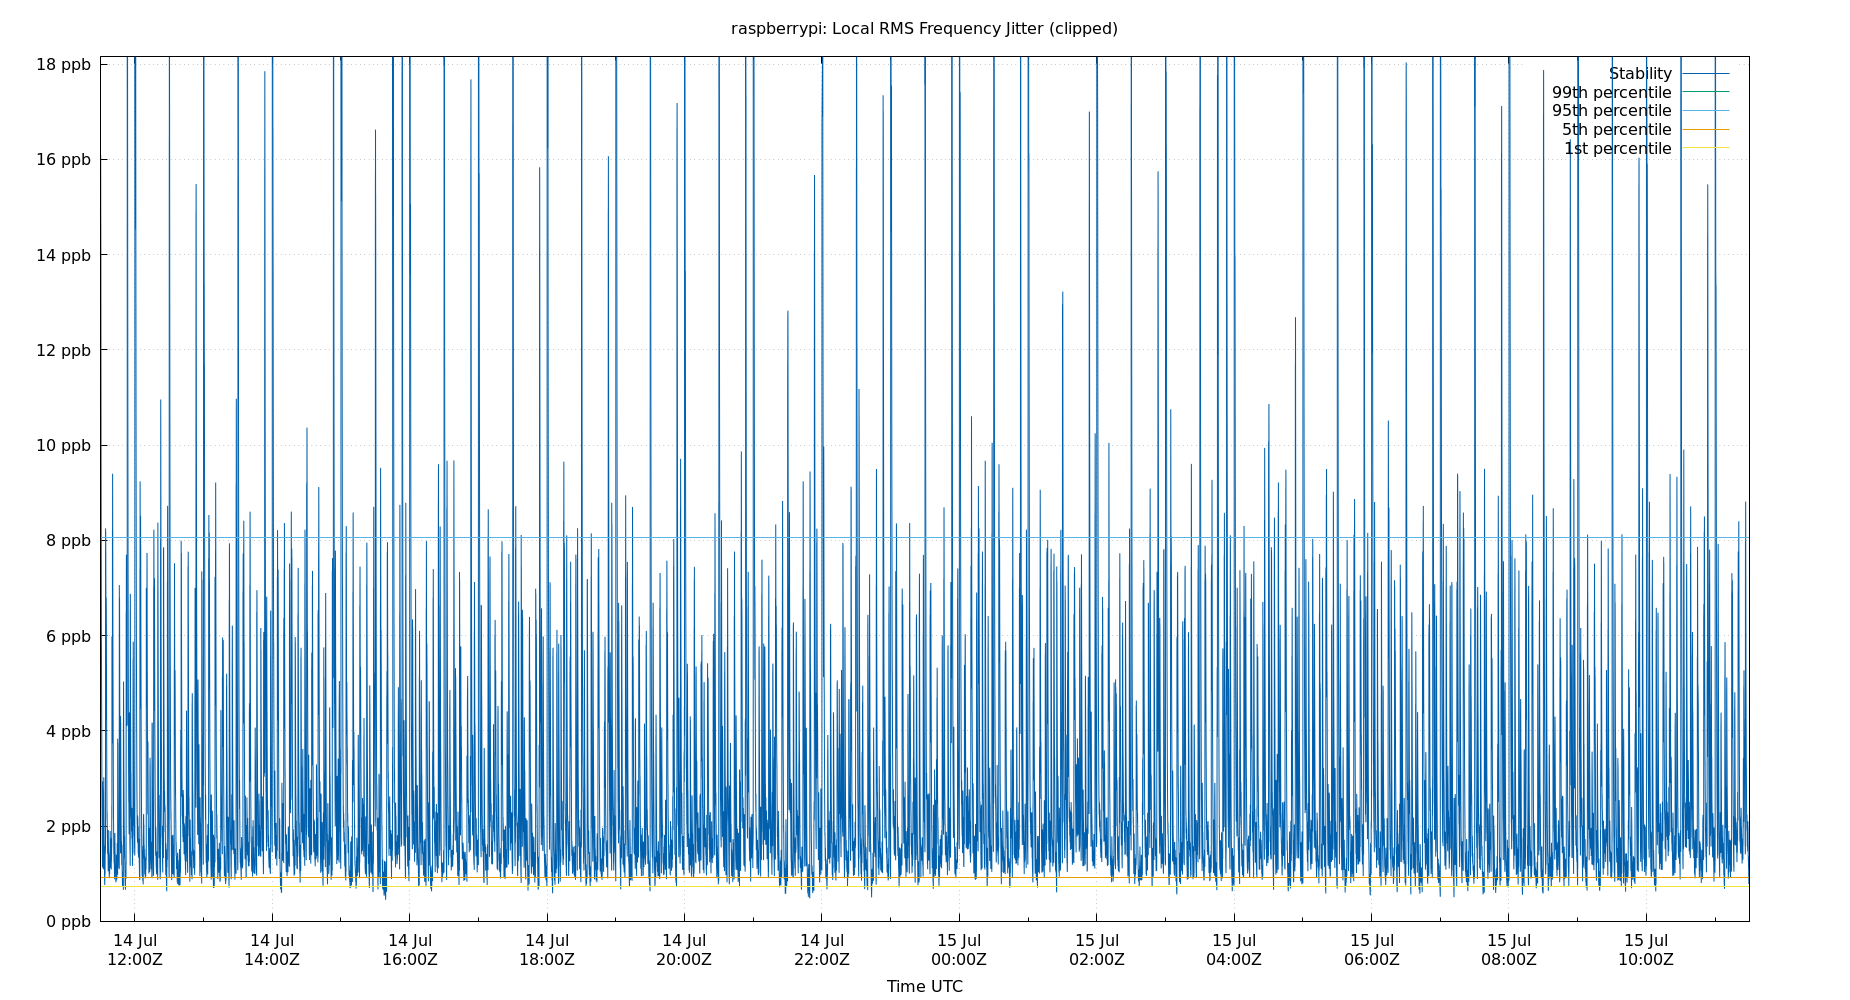 raspberrypi: Local RMS Frequency Jitter (clipped)
18 ppb
16 ppb
14 ppb
12 ppb
10 ppb
8 ppb
6 ppb
4 ppb
2 ppb
0 ppb
Stability
99th percentile
95th percentile
5th percentile
1st percentile
14 Jul 14 Jul 14 Jul 14 Jul 14 Jul 14 Jul 15 Jul 15 Jul 15 Jul 15 Jul 15 Jul 15 Jul
12:00Z 14:00Z 16:00Z 18:00Z 20:00Z 22:00Z 00:00Z 02:00Z 04:00Z 06:00Z 08:00Z 10:00Z
Time UTC